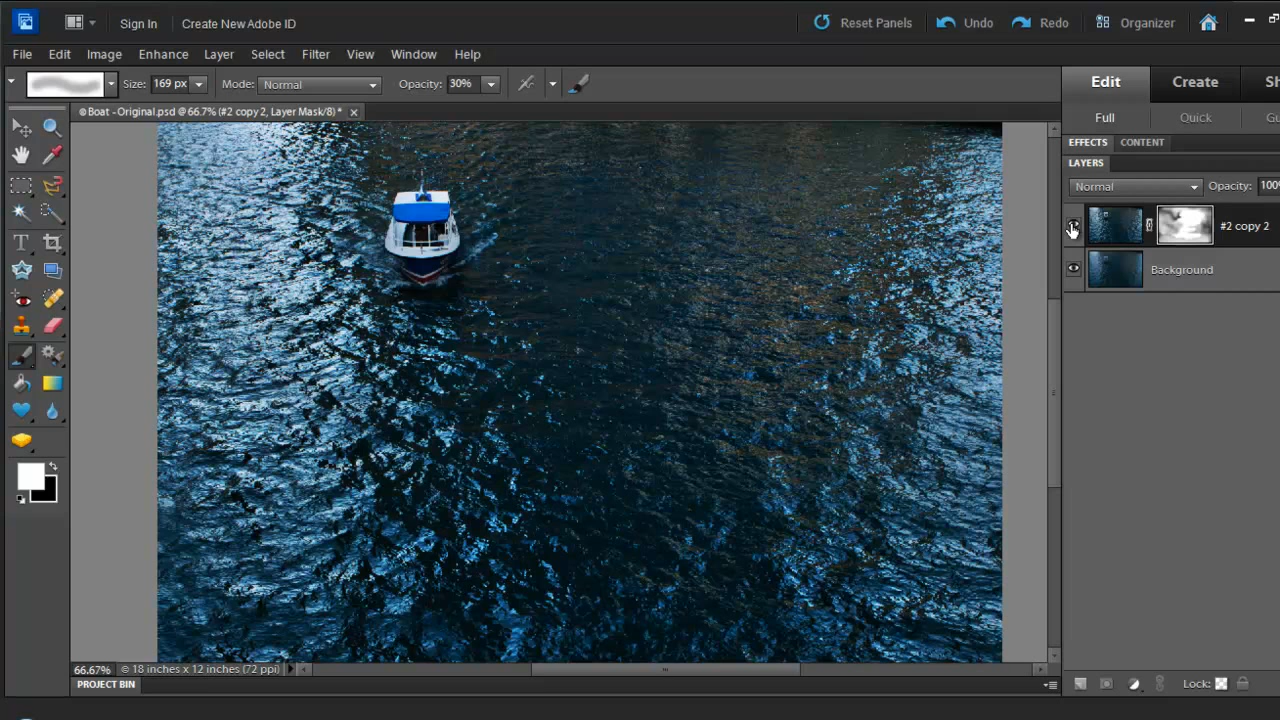 Sign In Create New Adobe ID Reset Panels Undo Redo Organizer
File Edit Image Enhance Layer Select Filter View Window Help
Size: 169 px Mode: Normal Opacity: 30% Edit Create Sh
© Boat - Original.psd @ 66.7% (#2 copy 2, Layer Mask/8) *
Full Quick Gu
EFFECTS CONTENT
LAYERS
Normal Opacity: 100%
#2 copy 2
Background
T
66.67% © 18 inches x 12 inches (72 ppi)
PROJECT BIN
Lock: